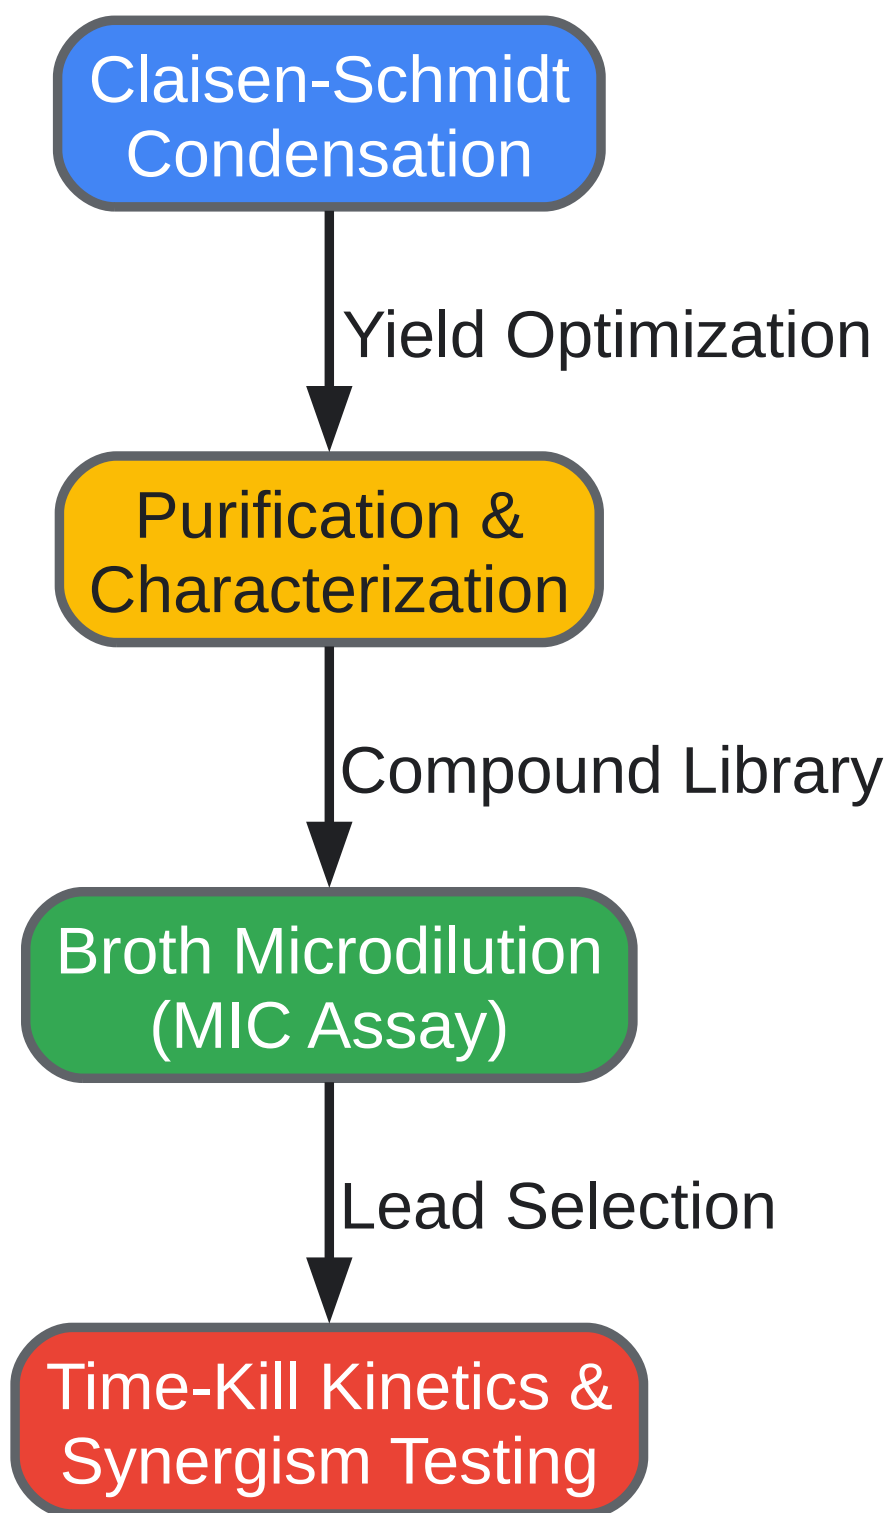 Claisen-Schmidt
Condensation
Yield Optimization
Purification &
Characterization
Compound Library
Broth Microdilution
(MIC Assay)
Lead Selection
Time-Kill Kinetics &
Synergism Testing